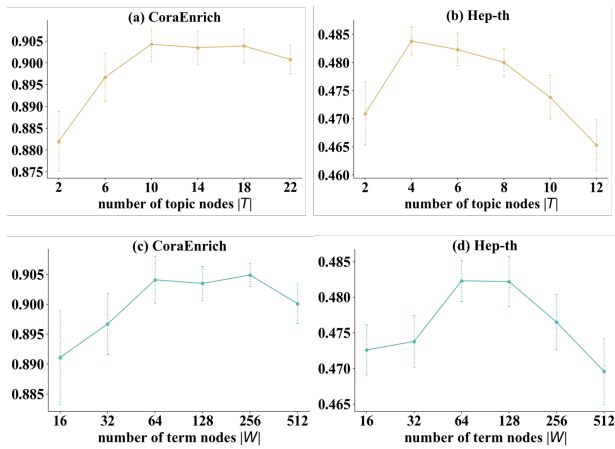 (a) CoraEnrich
0.905
0.900
0.895
0.890
0.885
0.880
0.875
2 6 10 14 18 22
number of topic nodes |T|
(b) Hep-th
0.485
0.480
0.475
0.470
0.465
0.460
2 4 6 8 10 12
number of topic nodes |T|
(c) CoraEnrich
0.905
0.900
0.895
0.890
0.885
16 32 64 128 256 512
number of term nodes |W|
(d) Hep-th
0.485
0.480
0.475
0.470
0.465
16 32 64 128 256 512
number of term nodes |W|